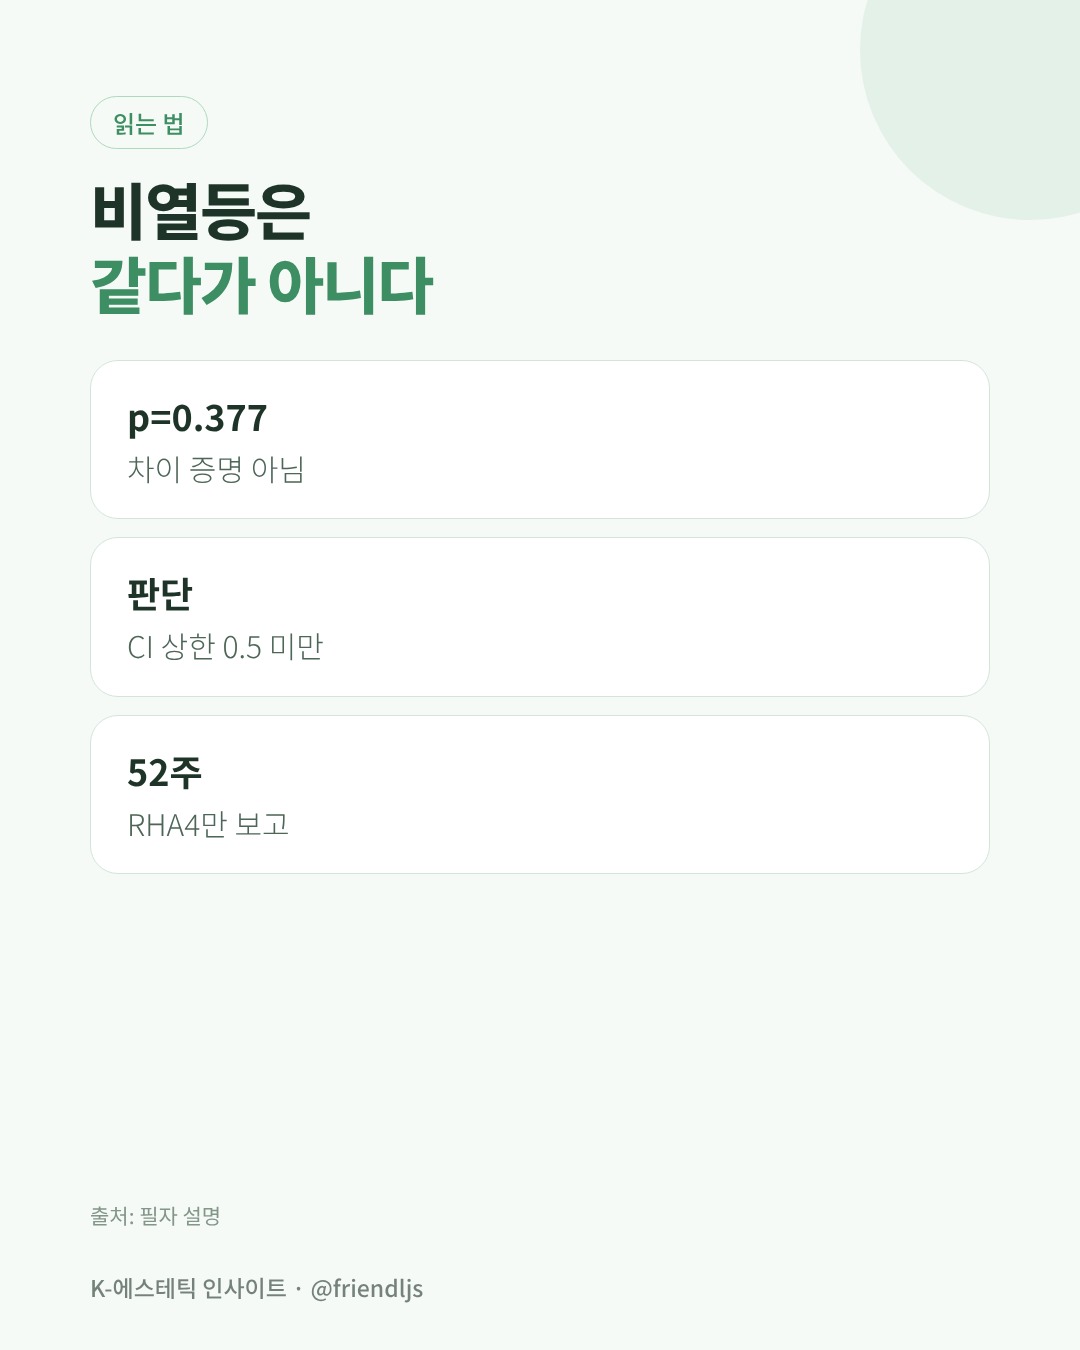 읽는 법
비열등은
같다가 아니다
p=0.377
차이 증명 아님
판단
CI 상한 0.5 미만
52주
RHA4만 보고
출처: 필자 설명
K-에스테틱 인사이트 · @friendljs